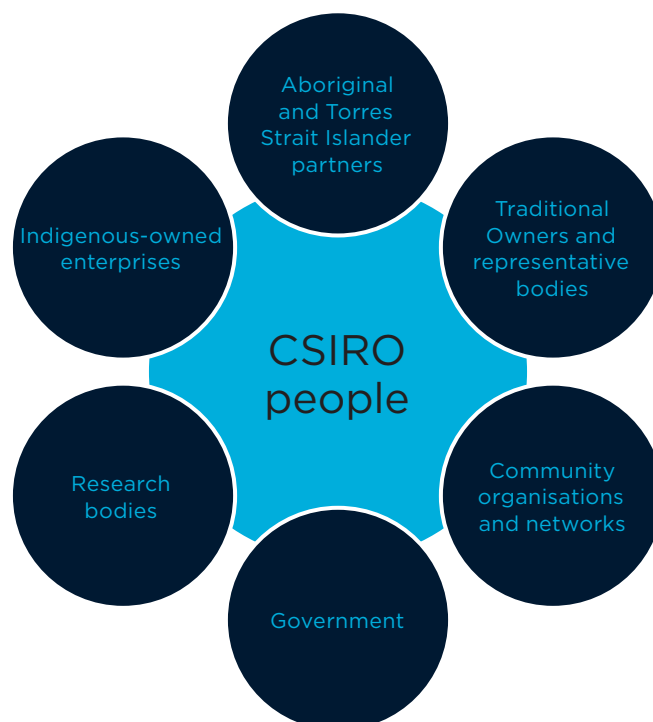 Aboriginal
and Torres
Strait Islander
partners
Traditional
Owners and
representative
bodies
Indigenous-owned
enterprises
CSIRO
people
Research
bodies
Community
organisations
and networks
Government